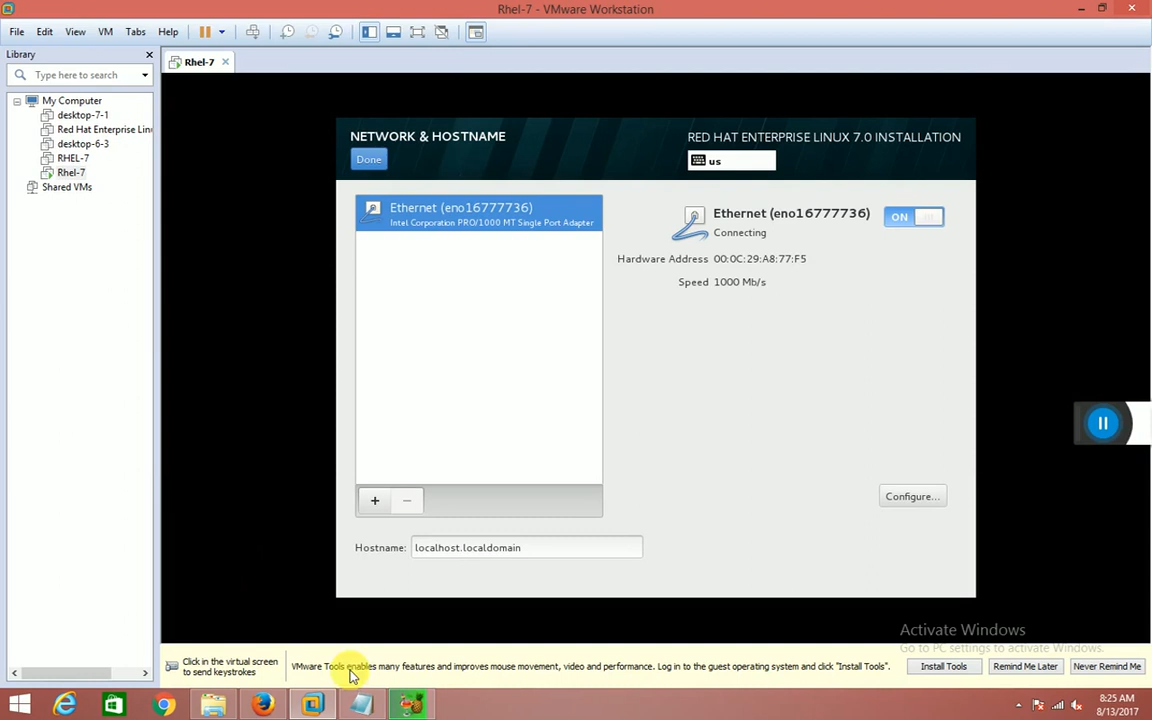 Rhel-7 - VMware Workstation
File Edit View VM Tabs Help
Library
Type here to search
My Computer
desktop-7-1
Red Hat Enterprise Linu
desktop-6-3
RHEL-7
Rhel-7
Shared VMs
Rhel-7
NETWORK & HOSTNAME
Done
RED HAT ENTERPRISE LINUX 7.0 INSTALLATION
us
Ethernet (eno16777736)
Intel Corporation PRO/1000 MT Single Port Adapter
Ethernet (eno16777736)
Connecting
ON
Hardware Address 00:0C:29:A8:77:F5
Speed 1000 Mb/s
+ −
Configure...
Hostname: localhost.localdomain
Activate Windows
Go to PC settings to activate Windows.
Click in the virtual screen
to send keystrokes
VMware Tools enables many features and improves mouse movement, video and performance. Log in to the guest operating system and click "Install Tools".
Install Tools
Remind Me Later
Never Remind Me
8:25 AM
8/13/2017